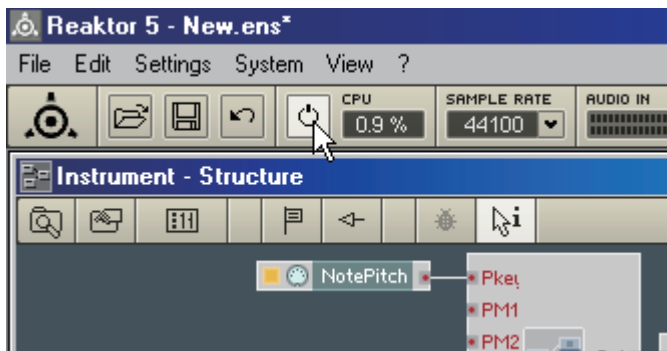 Reaktor 5 - New.ens*
File Edit Settings System View ?
CPU SAMPLE RATE AUDIO IN
0.9 % 44100
Instrument - Structure
NotePitch Pkey
PM1
PM2